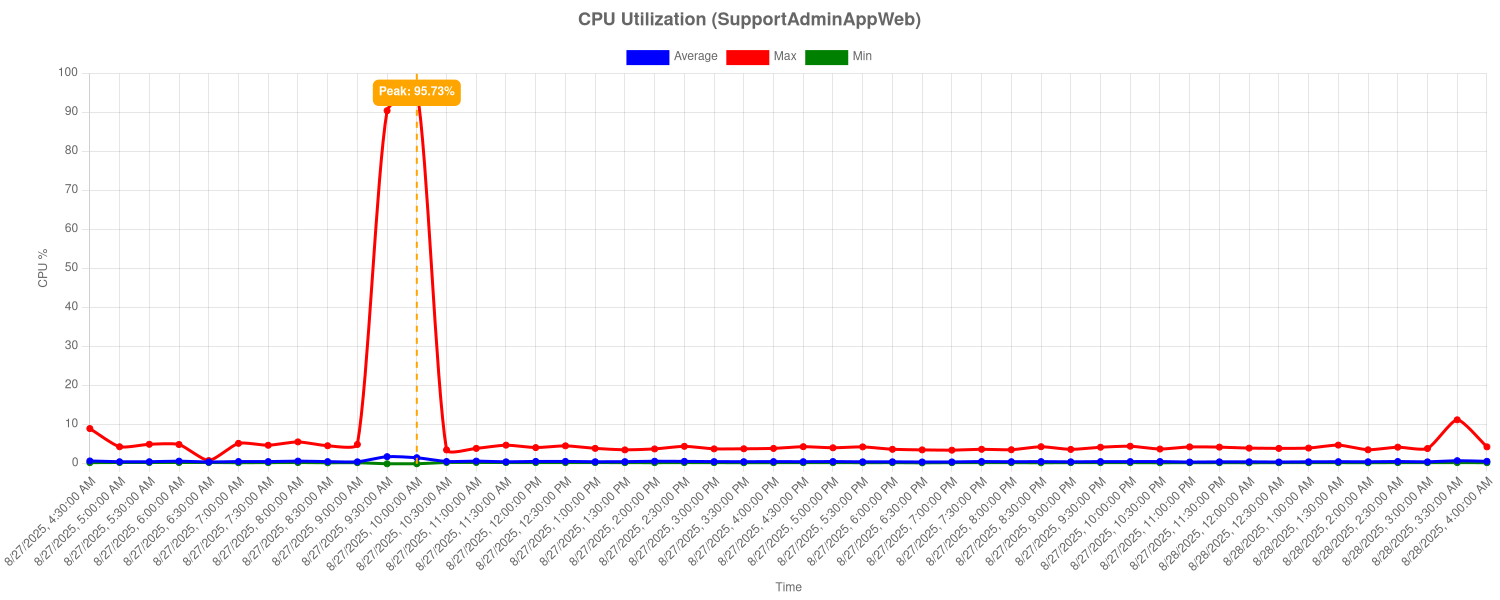 CPU Utilization (SupportAdminAppWeb)
Average Max Min
Peak: 95.73%
100
90
80
70
60
50
40
30
20
10
0
CPU %
8/27/2025, 4:30:00 AM
8/27/2025, 5:00:00 AM
8/27/2025, 5:30:00 AM
8/27/2025, 6:00:00 AM
8/27/2025, 6:30:00 AM
8/27/2025, 7:00:00 AM
8/27/2025, 7:30:00 AM
8/27/2025, 8:00:00 AM
8/27/2025, 8:30:00 AM
8/27/2025, 9:00:00 AM
8/27/2025, 9:30:00 AM
8/27/2025, 10:00:00 AM
8/27/2025, 10:30:00 AM
8/27/2025, 11:00:00 AM
8/27/2025, 11:30:00 AM
8/27/2025, 12:00:00 PM
8/27/2025, 12:30:00 PM
8/27/2025, 1:00:00 PM
8/27/2025, 1:30:00 PM
8/27/2025, 2:00:00 PM
8/27/2025, 2:30:00 PM
8/27/2025, 3:00:00 PM
8/27/2025, 3:30:00 PM
8/27/2025, 4:00:00 PM
8/27/2025, 4:30:00 PM
8/27/2025, 5:00:00 PM
8/27/2025, 5:30:00 PM
8/27/2025, 6:00:00 PM
8/27/2025, 6:30:00 PM
8/27/2025, 7:00:00 PM
8/27/2025, 7:30:00 PM
8/27/2025, 8:00:00 PM
8/27/2025, 8:30:00 PM
8/27/2025, 9:00:00 PM
8/27/2025, 9:30:00 PM
8/27/2025, 10:00:00 PM
8/27/2025, 10:30:00 PM
8/27/2025, 11:00:00 PM
8/27/2025, 11:30:00 PM
8/28/2025, 12:00:00 AM
8/28/2025, 12:30:00 AM
8/28/2025, 1:00:00 AM
8/28/2025, 1:30:00 AM
8/28/2025, 2:00:00 AM
8/28/2025, 2:30:00 AM
8/28/2025, 3:00:00 AM
8/28/2025, 3:30:00 AM
8/28/2025, 4:00:00 AM
Time